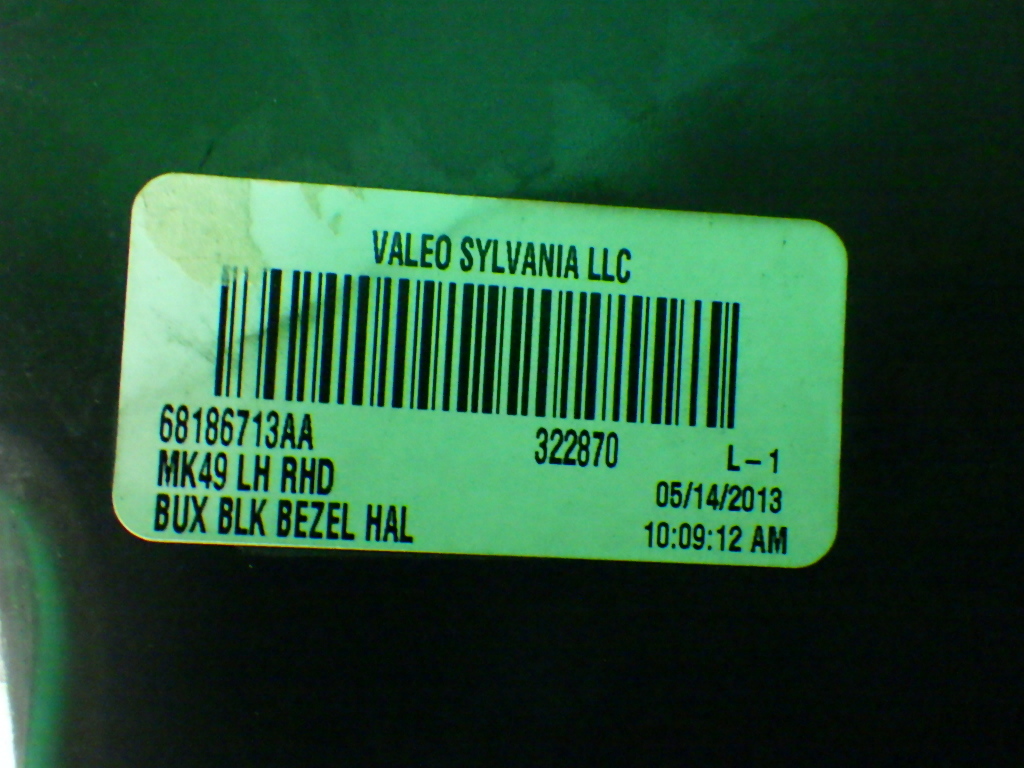 VALEO SYLVANIA LLC
68186713AA
322870
L-1
MK49 LH RHD
05/14/2013
BUX BLK BEZEL HAL
10:09:12 AM